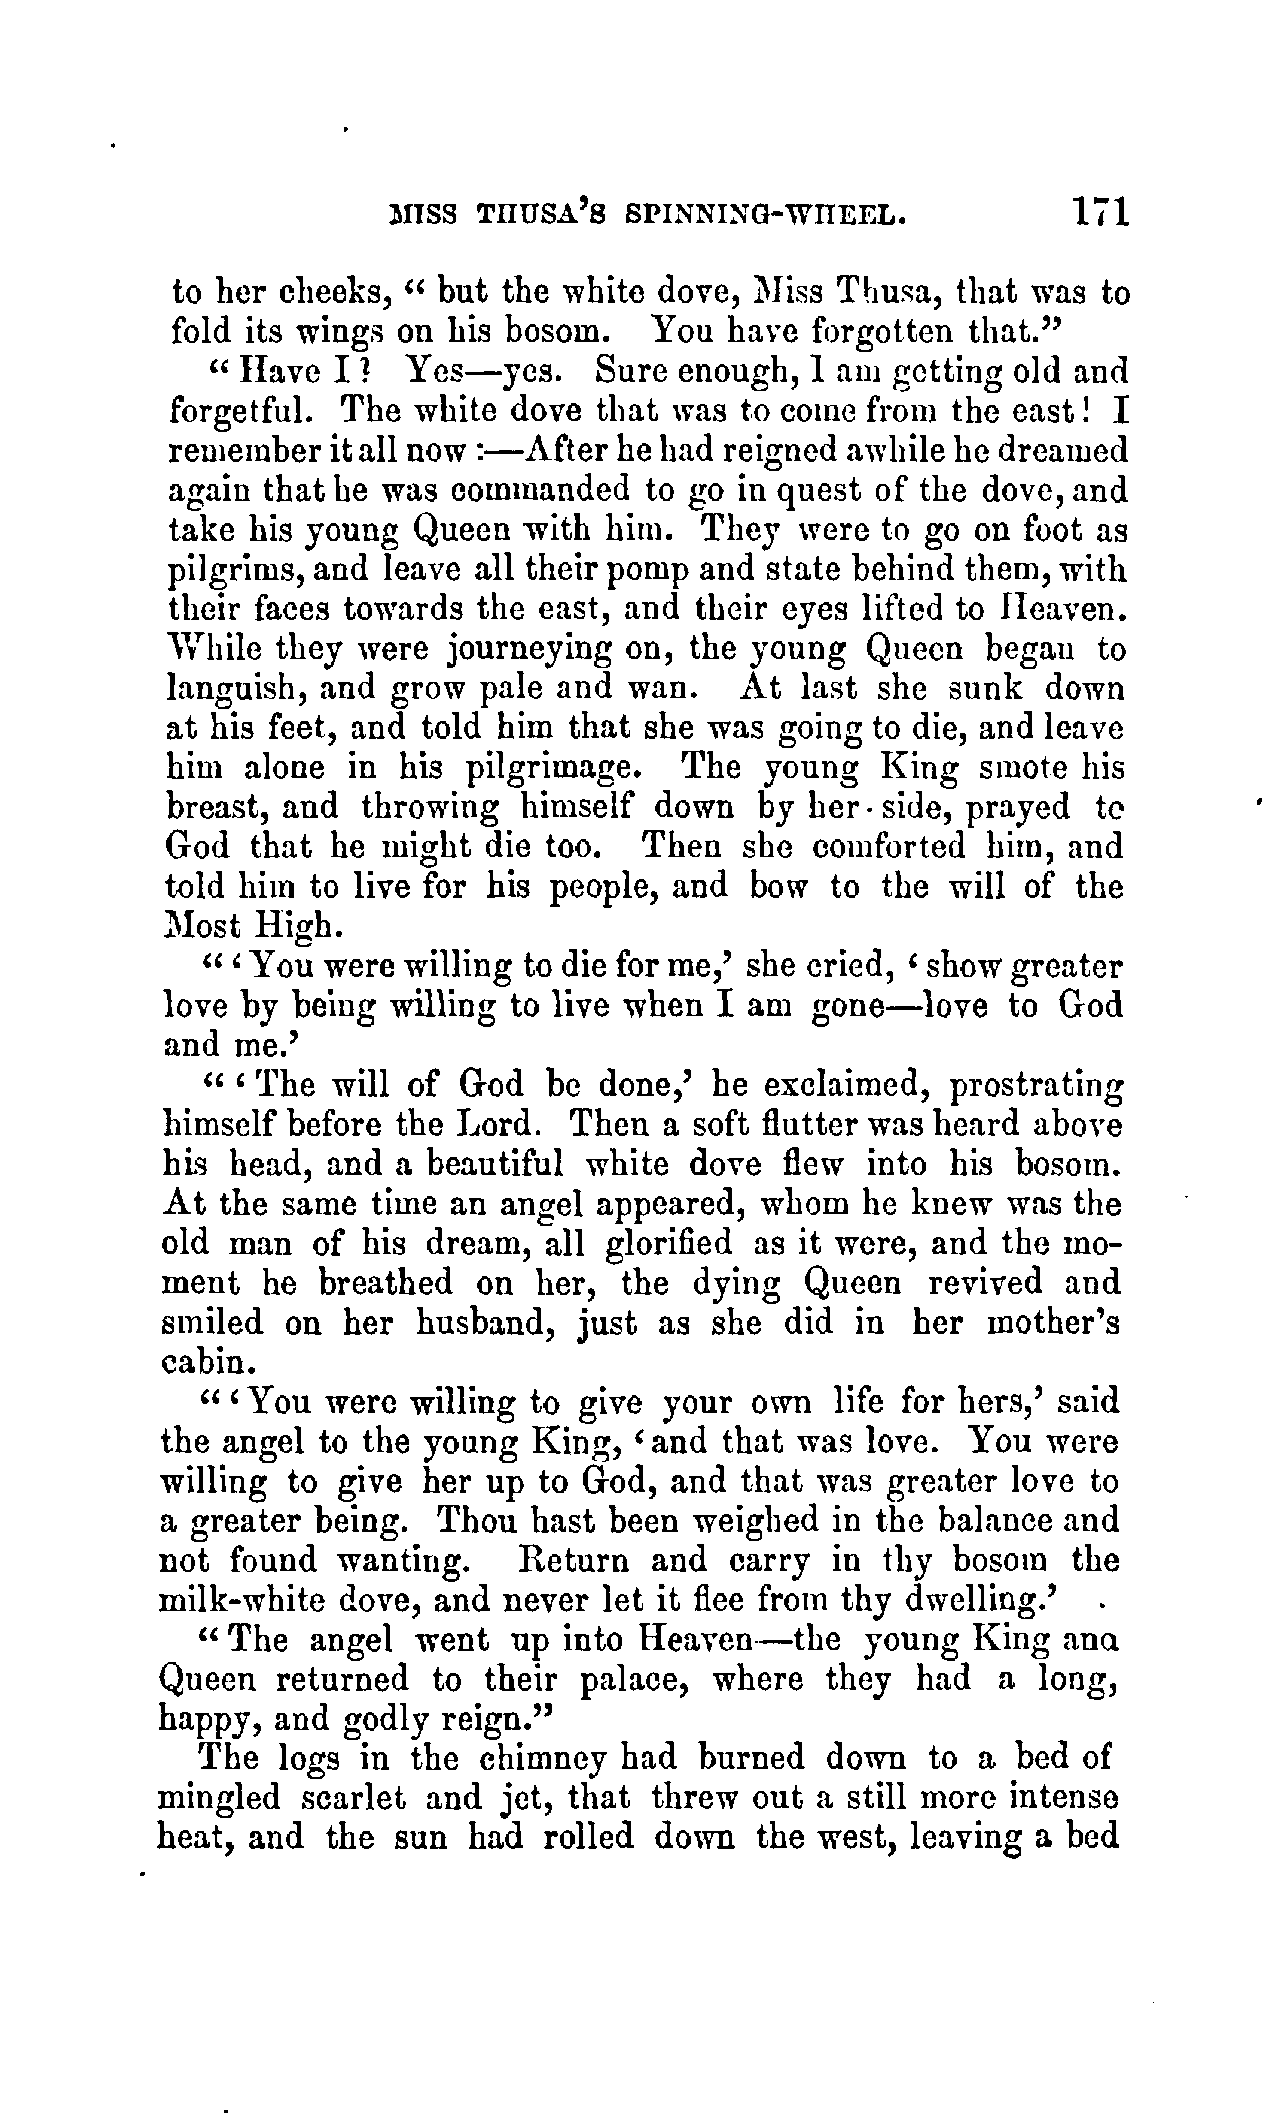 MISS THUSA'S SPINNING-WHEEL. 171
to her cheeks, “ but the white dove, Miss Thusa, that was to
fold its wings on his bosom. You have forgotten that.”
“ Have I ? Yes—yes. Sure enough, I am getting old and
forgetful. The white dove that was to come from the east! I
remember it all now :—After he had reigned awhile he dreamed
again that he was commanded to go in quest of the dove, and
take his young Queen with him. They were to go on foot as
pilgrims, and leave all their pomp and state behind them, with
their faces towards the east, and their eyes lifted to Heaven.
While they were journeying on, the young Queen began to
languish, and grow pale and wan. At last she sunk down
at his feet, and told him that she was going to die, and leave
him alone in his pilgrimage. The young King smote his
breast, and throwing himself down by her side, prayed to
God that he might die too. Then she comforted him, and
told him to live for his people, and bow to the will of the
Most High.
“ ‘ You were willing to die for me,’ she cried, ‘ show greater
love by being willing to live when I am gone—love to God
and me.’
“ ‘ The will of God be done,’ he exclaimed, prostrating
himself before the Lord. Then a soft flutter was heard above
his head, and a beautiful white dove flew into his bosom.
At the same time an angel appeared, whom he knew was the
old man of his dream, all glorified as it were, and the mo-
ment he breathed on her, the dying Queen revived and
smiled on her husband, just as she did in her mother's
cabin.
“ ‘ You were willing to give your own life for hers,’ said
the angel to the young King, ‘ and that was love. You were
willing to give her up to God, and that was greater love to
a greater being. Thou hast been weighed in the balance and
not found wanting. Return and carry in thy bosom the
milk-white dove, and never let it flee from thy dwelling.’
“ The angel went up into Heaven—the young King and
Queen returned to their palace, where they had a long,
happy, and godly reign.”
The logs in the chimney had burned down to a bed of
mingled scarlet and jet, that threw out a still more intense
heat, and the sun had rolled down the west, leaving a bed